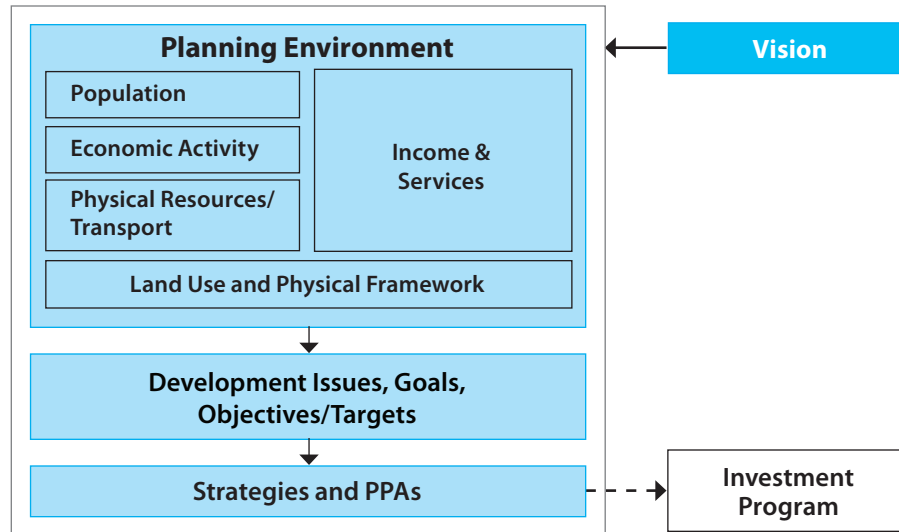 Planning Environment
Vision
Population
Economic Activity
Physical Resources/
Transport
Income &
Services
Land Use and Physical Framework
Development Issues, Goals,
Objectives/Targets
Strategies and PPAs
Investment
Program